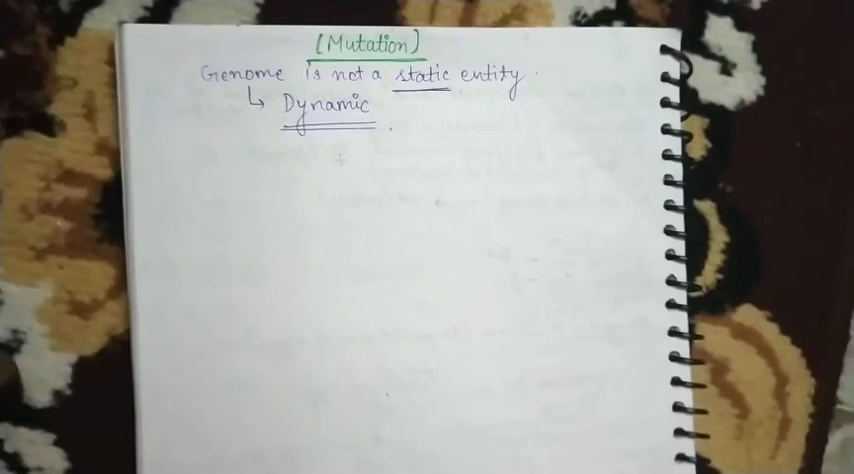 (Mutation)
Genome is not a static entity.
↳ Dynamic.